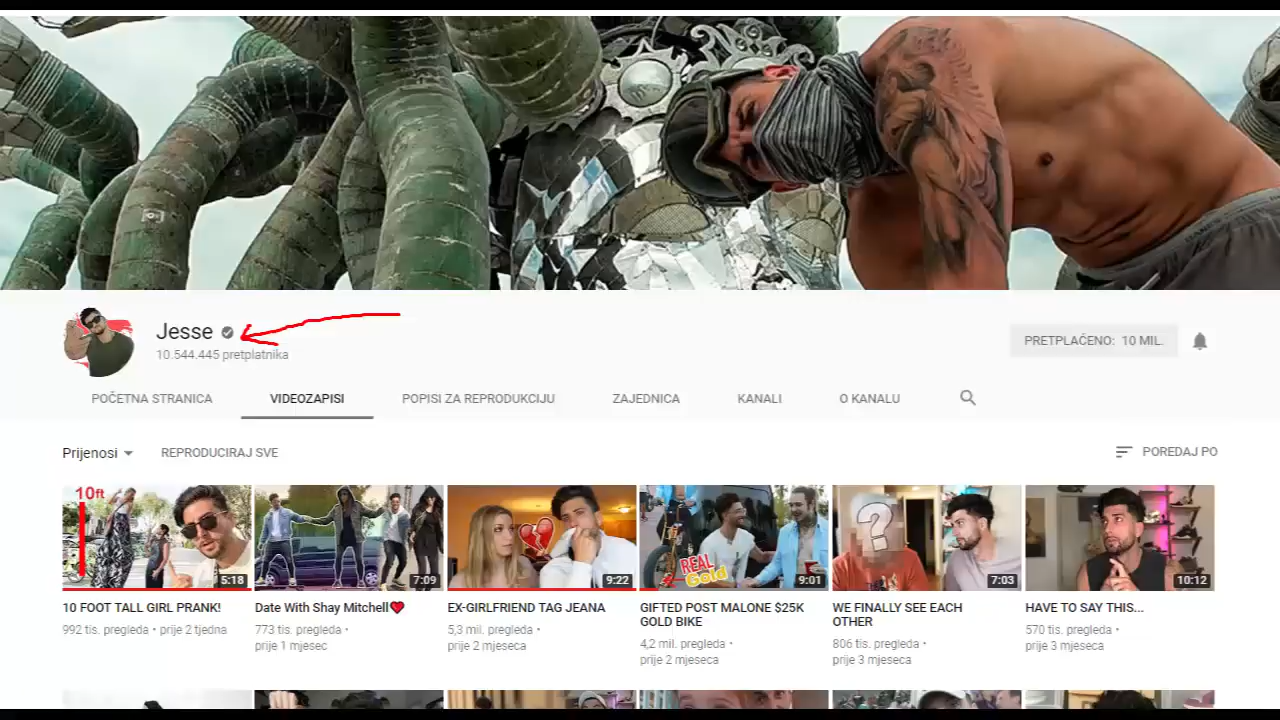 Jesse
10.544.445 pretplatnika
PRETPLAĆENO: 10 MIL.
POČETNA STRANICA
VIDEOZAPISI
POPISI ZA REPRODUKCIJU
ZAJEDNICA
KANALI
O KANALU
Prijenosi
REPRODUCIRAJ SVE
POREDAJ PO
10ft
5:18
7:09
9:22
REAL
Gold
9:01
?
7:03
10:12
10 FOOT TALL GIRL PRANK!
992 tis. pregleda • prije 2 tjedna
Date With Shay Mitchell❤
773 tis. pregleda •
prije 1 mjesec
EX-GIRLFRIEND TAG JEANA
5,3 mil. pregleda •
prije 2 mjeseca
GIFTED POST MALONE $25K
GOLD BIKE
4,2 mil. pregleda •
prije 2 mjeseca
WE FINALLY SEE EACH
OTHER
806 tis. pregleda •
prije 3 mjeseca
HAVE TO SAY THIS...
570 tis. pregleda •
prije 3 mjeseca